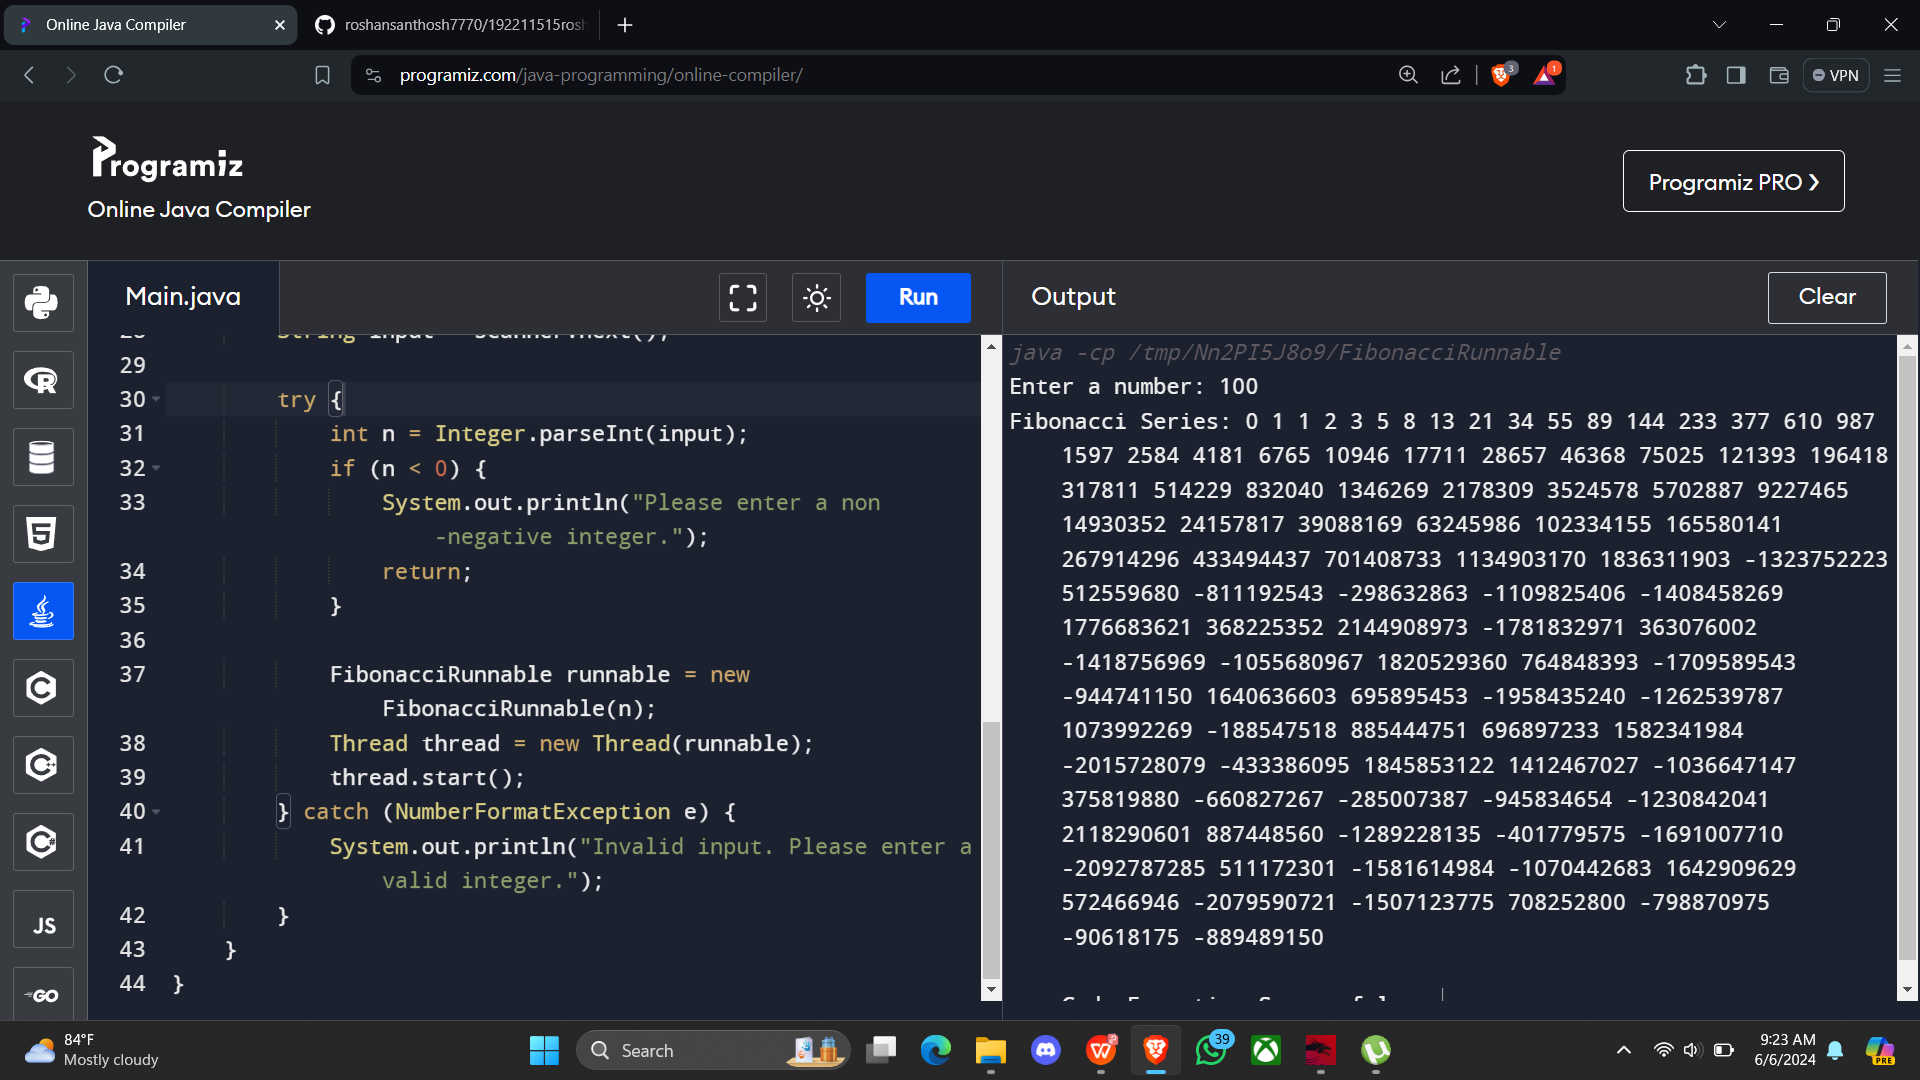 Online Java Compiler
roshansanthosh7770/192211515rosh
programiz.com/java-programming/online-compiler/
3
1
VPN
Programiz
Online Java Compiler
Programiz PRO ❯
Main.java
Run
Output
Clear
28 String input = scanner.next();
29
30 try {
31 int n = Integer.parseInt(input);
32 if (n < 0) {
33 System.out.println("Please enter a non
-negative integer.");
34 return;
35 }
36
37 FibonacciRunnable runnable = new
FibonacciRunnable(n);
38 Thread thread = new Thread(runnable);
39 thread.start();
40 } catch (NumberFormatException e) {
41 System.out.println("Invalid input. Please enter a
valid integer.");
42 }
43 }
44 }
java -cp /tmp/Nn2PI5J8o9/FibonacciRunnable
Enter a number: 100
Fibonacci Series: 0 1 1 2 3 5 8 13 21 34 55 89 144 233 377 610 987
1597 2584 4181 6765 10946 17711 28657 46368 75025 121393 196418
317811 514229 832040 1346269 2178309 3524578 5702887 9227465
14930352 24157817 39088169 63245986 102334155 165580141
267914296 433494437 701408733 1134903170 1836311903 -1323752223
512559680 -811192543 -298632863 -1109825406 -1408458269
1776683621 368225352 2144908973 -1781832971 363076002
-1418756969 -1055680967 1820529360 764848393 -1709589543
-944741150 1640636603 695895453 -1958435240 -1262539787
1073992269 -188547518 885444751 696897233 1582341984
-2015728079 -433386095 1845853122 1412467027 -1036647147
375819880 -660827267 -285007387 -945834654 -1230842041
2118290601 887448560 -1289228135 -401779575 -1691007710
-2092787285 511172301 -1581614984 -1070442683 1642909629
572466946 -2079590721 -1507123775 708252800 -798870975
-90618175 -889489150
JS
GO
84°F
Mostly cloudy
Search
39
9:23 AM
6/6/2024
PRE